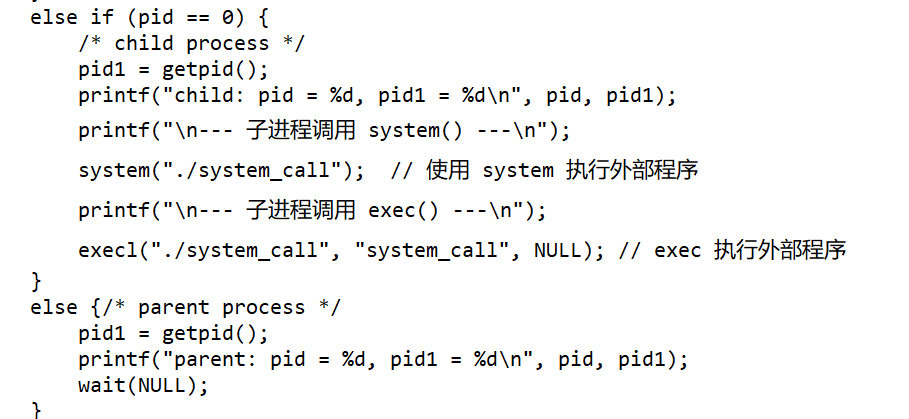 else if (pid == 0) {
/* child process */
pid1 = getpid();
printf("child: pid = %d, pid1 = %d\n", pid, pid1);
printf("\n--- 子进程调用 system() ---\n");
system("./system_call");  // 使用 system 执行外部程序
printf("\n--- 子进程调用 exec() ---\n");
execl("./system_call", "system_call", NULL); // exec 执行外部程序
}
else {/* parent process */
pid1 = getpid();
printf("parent: pid = %d, pid1 = %d\n", pid, pid1);
wait(NULL);
}